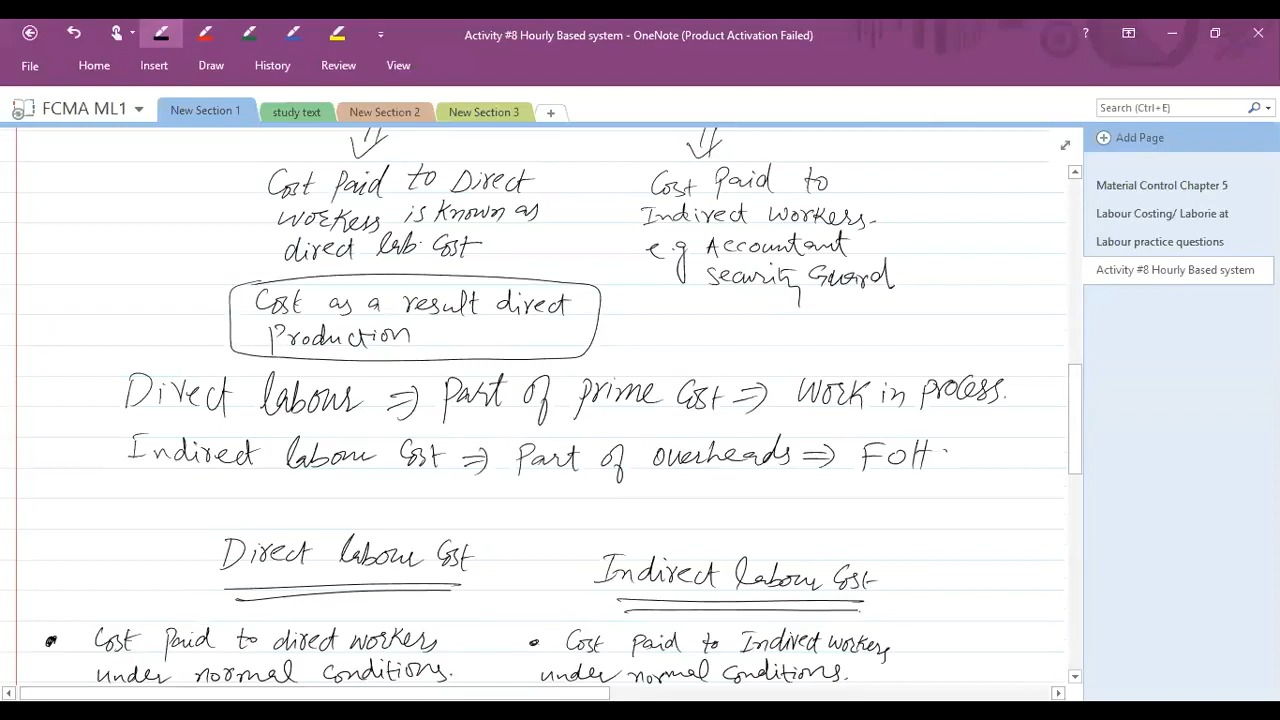 Activity #8 Hourly Based system - OneNote (Product Activation Failed)
?
File Home Insert Draw History Review View
FCMA ML1 New Section 1 study text New Section 2 New Section 3
Search (Ctrl+E)
Add Page
Material Control Chapter 5
Labour Costing/ Laborie at
Labour practice questions
Activity #8 Hourly Based system
Cost Paid to Direct
workers is known as
direct lab. Cost
Cost Paid to
Indirect workers.
e.g Accountant
security Guard
Cost as a result direct
Production
Direct labour ⇒ Part of prime Cost ⇒ Work in process.
Indirect labour Cost ⇒ Part of overheads ⇒ FOH.
Direct labour Cost
Indirect labour Cost
• Cost Paid to direct workers
under normal conditions.
• Cost Paid to Indirect workers
under normal conditions.